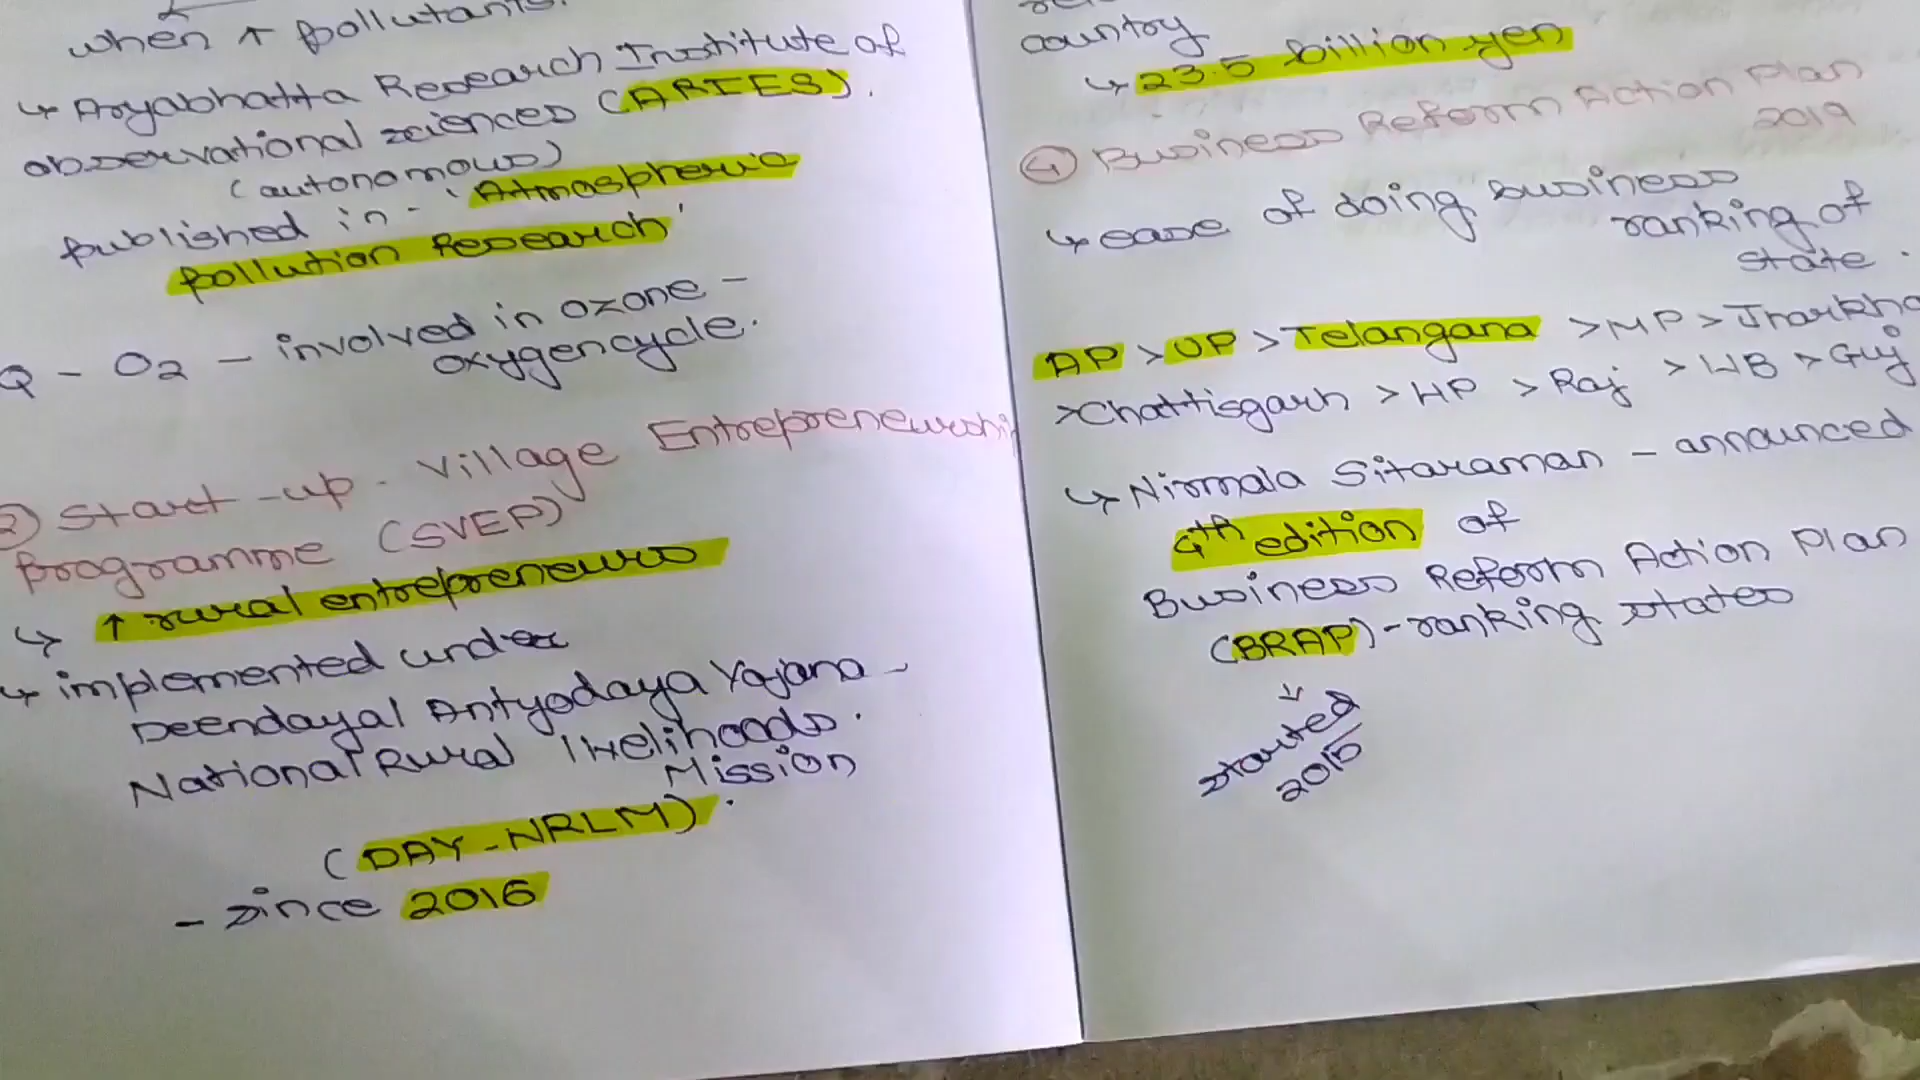 when ↑ pollutants.
↳ Aryabhatta Research Institute of
observational sciences (ARIES).
(autonomous)
published in - 'Atmospheric
pollution Research'
Q - O2 - involved in ozone -
oxygen cycle.
2) Start-up Village Entrepreneurship
Programme (SVEP)
↳ ↑ rural entrepreneurs
↳ implemented under
Deendayal Antyodaya Yojana -
National Rural livelihoods
Mission
(DAY-NRLM).
- since 2016
country
↳ 23.5 billion yen
4 Business Reform Action Plan
2019
↳ ease of doing business
ranking of
state.
AP > UP > Telangana > MP > Jharkha
> Chattisgarh > HP > Raj > WB > Guj
↳ Nirmala Sitaraman - announced
4th edition of
Business Reform Action Plan
(BRAP) - ranking states
↓
started
2015